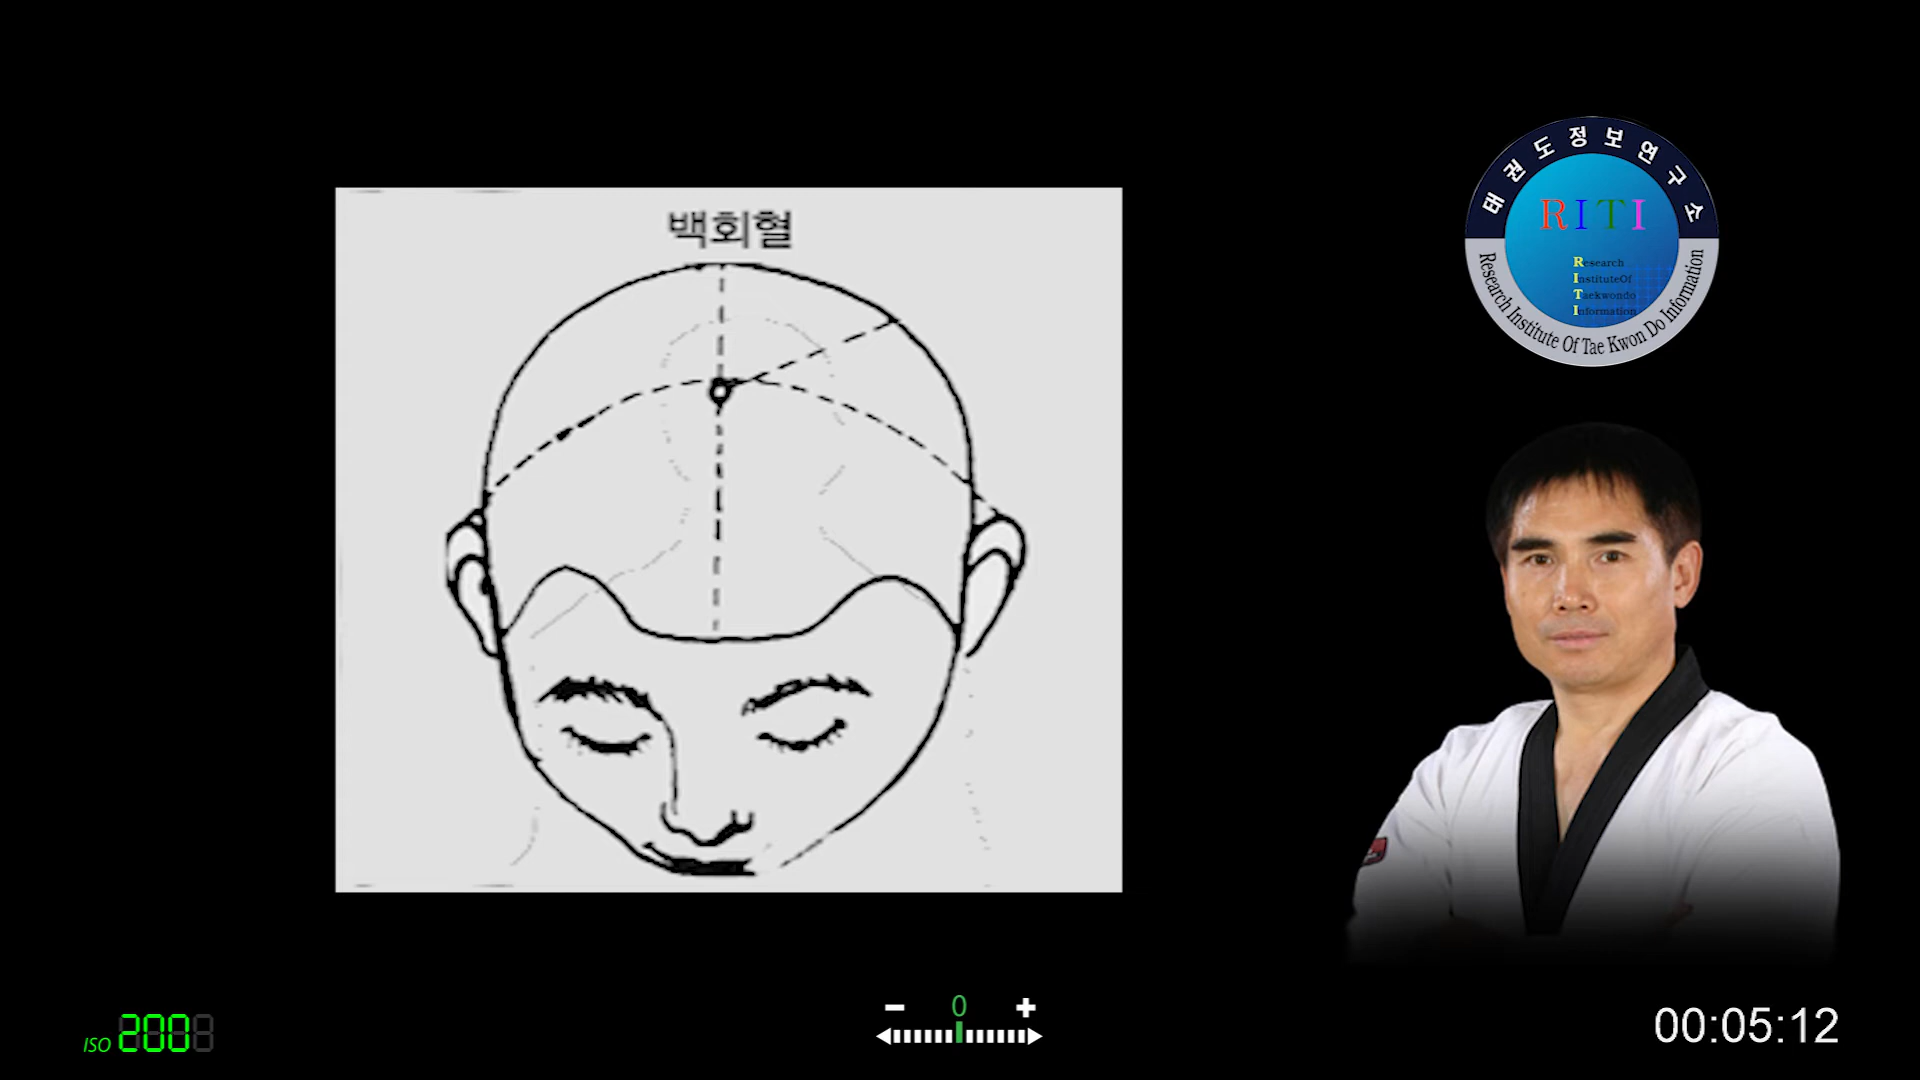 백회혈
태권도정보연구소
RITI
Research
InstituteOf
Taekwondo
Information
Research Institute Of Tae Kwon Do Information
- 0 +
ISO 200
00:05:12